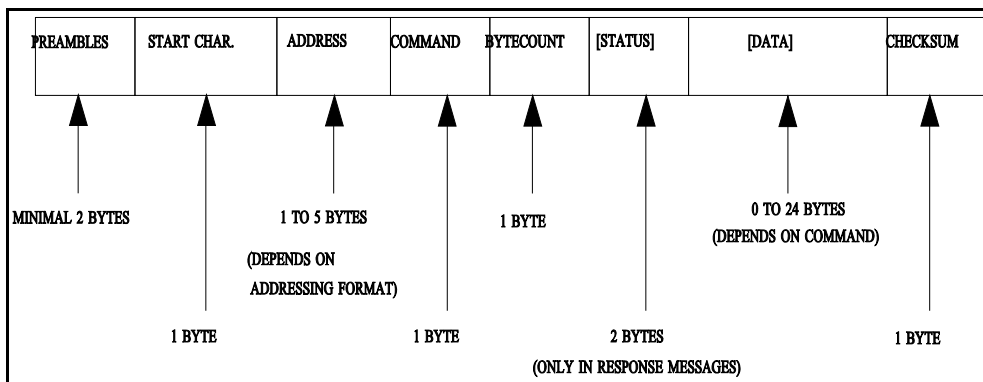 PREAMBLES START CHAR. ADDRESS COMMAND BYTECOUNT [STATUS] [DATA] CHECKSUM
MINIMAL 2 BYTES
1 TO 5 BYTES
(DEPENDS ON
ADDRESSING FORMAT)
1 BYTE
0 TO 24 BYTES
(DEPENDS ON COMMAND)
1 BYTE
1 BYTE
2 BYTES
(ONLY IN RESPONSE MESSAGES)
1 BYTE